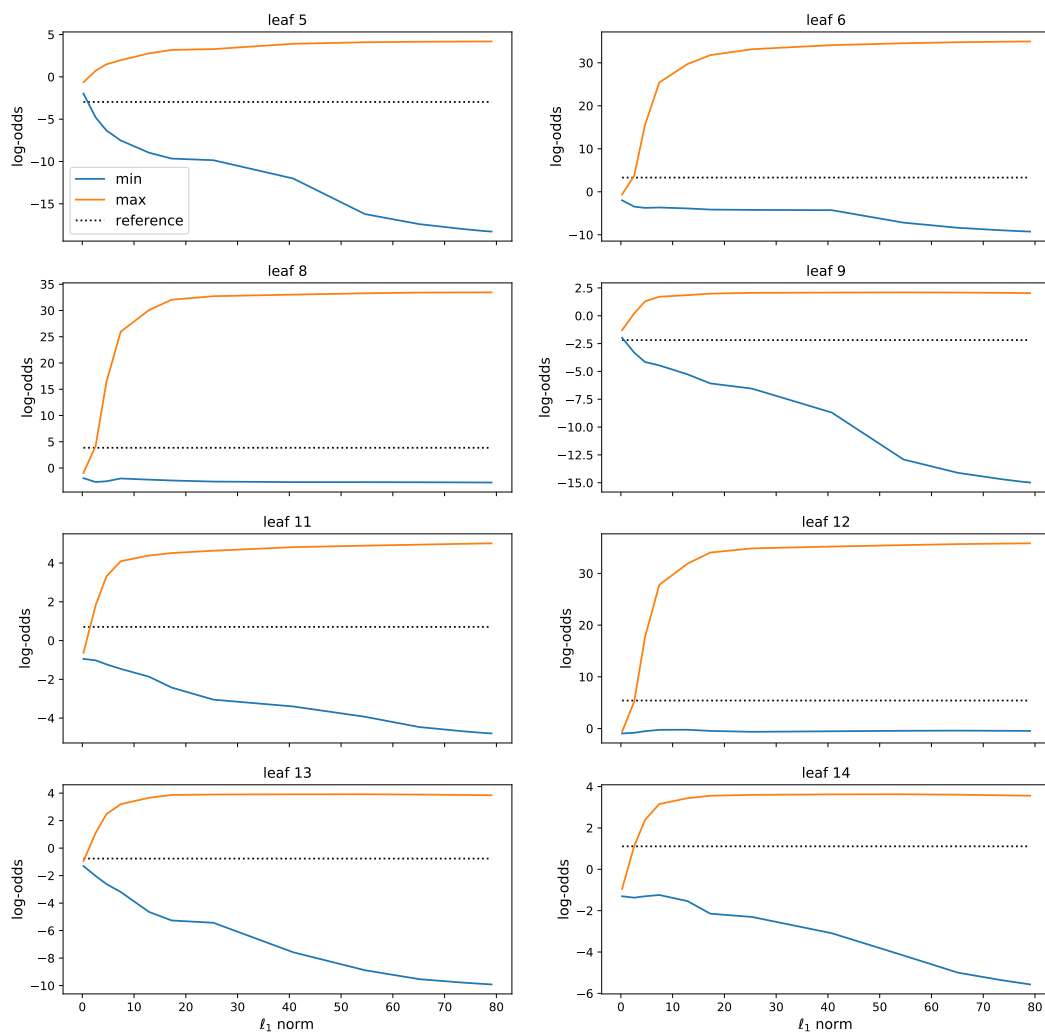 leaf 5
5
0
−5
−10
−15
log-odds
min
max
reference
leaf 6
30
20
10
0
−10
log-odds
leaf 8
35
30
25
20
15
10
5
0
log-odds
leaf 9
2.5
0.0
−2.5
−5.0
−7.5
−10.0
−12.5
−15.0
log-odds
leaf 11
4
2
0
−2
−4
log-odds
leaf 12
30
20
10
0
log-odds
leaf 13
4
2
0
−2
−4
−6
−8
−10
log-odds
0 10 20 30 40 50 60 70 80
ℓ₁ norm
leaf 14
4
2
0
−2
−4
−6
log-odds
0 10 20 30 40 50 60 70 80
ℓ₁ norm